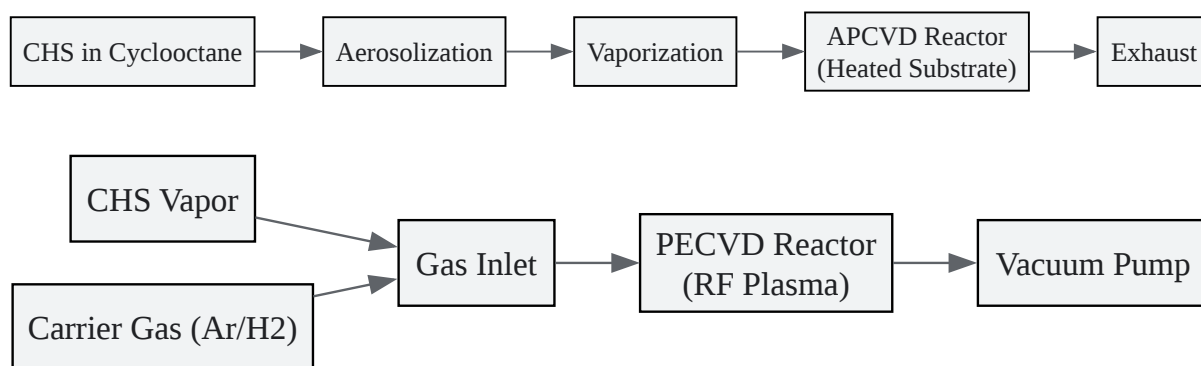 CHS in Cyclooctane
Aerosolization
Vaporization
APCVD Reactor
(Heated Substrate)
Exhaust
CHS Vapor
Carrier Gas (Ar/H2)
Gas Inlet
PECVD Reactor
(RF Plasma)
Vacuum Pump